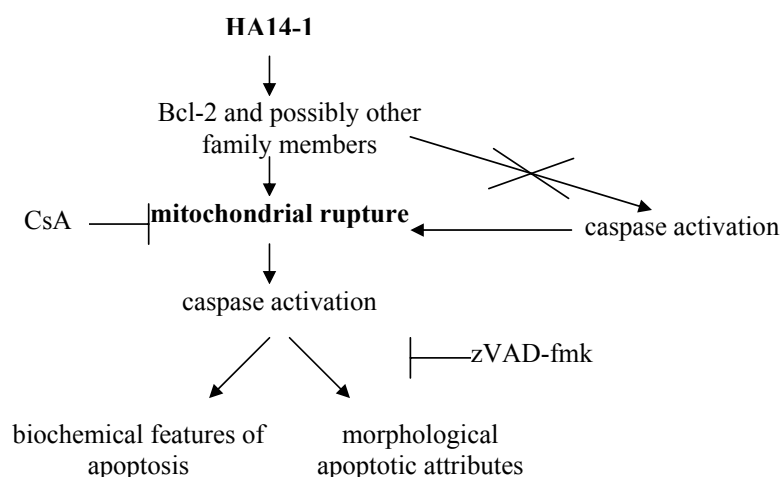 HA14-1
Bcl-2 and possibly other
family members
CsA
mitochondrial rupture
caspase activation
caspase activation
zVAD-fmk
biochemical features of
apoptosis
morphological
apoptotic attributes